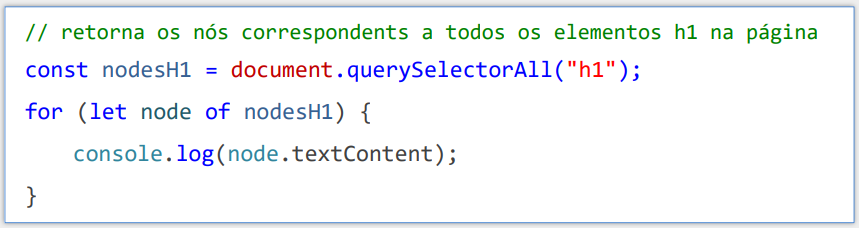 // retorna os nós correspondents a todos os elementos h1 na página
const nodesH1 = document.querySelectorAll("h1");
for (let node of nodesH1) {
    console.log(node.textContent);
}